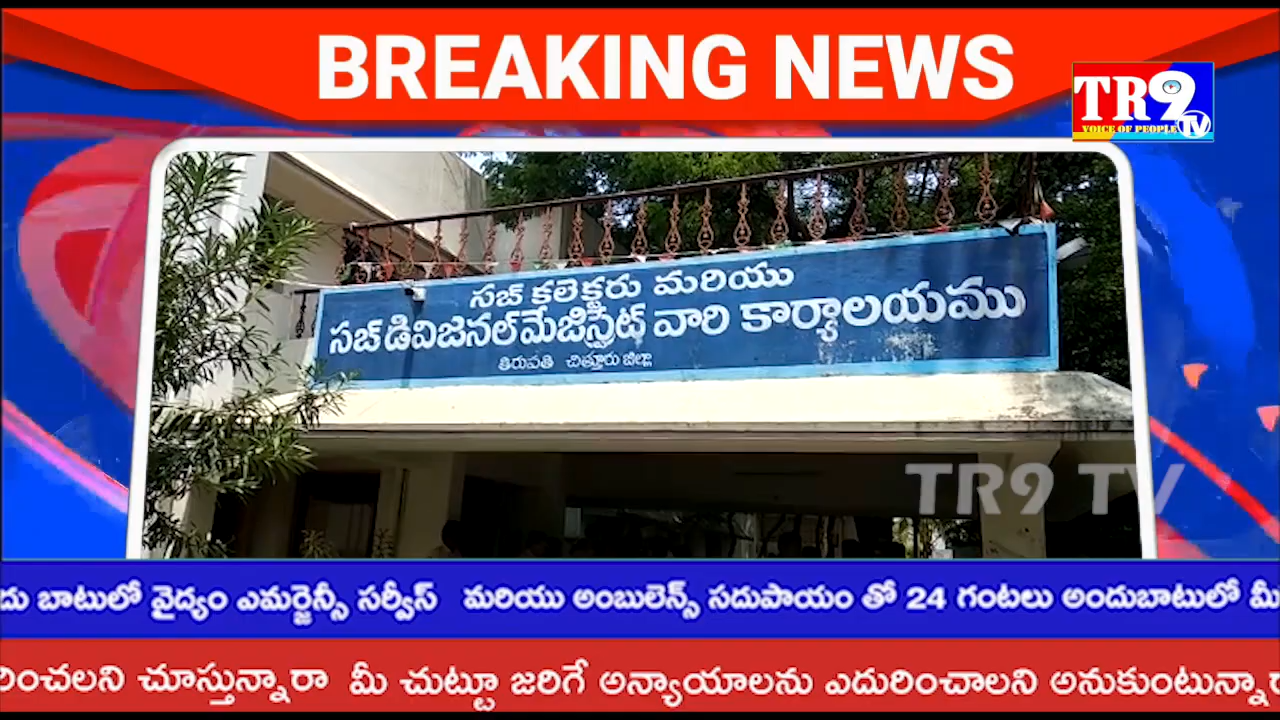 BREAKING NEWS
TR9
TV
VOICE OF PEOPLE
సబ్ కలెక్టరు మరియు
సబ్ డివిజనల్ మేజిస్ట్రేట్ వారి కార్యాలయము
తిరుపతి చిత్తూరు జిల్లా
TR9 TV
దు బాటులో వైద్యం ఎమర్జెన్సీ సర్వీస్ మరియు అంబులెన్స్ సదుపాయం తో 24 గంటలు అందుబాటులో మీ
రించలని చూస్తున్నారా మీ చుట్టూ జరిగే అన్యాయాలను ఎదురించాలని అనుకుంటున్నారా